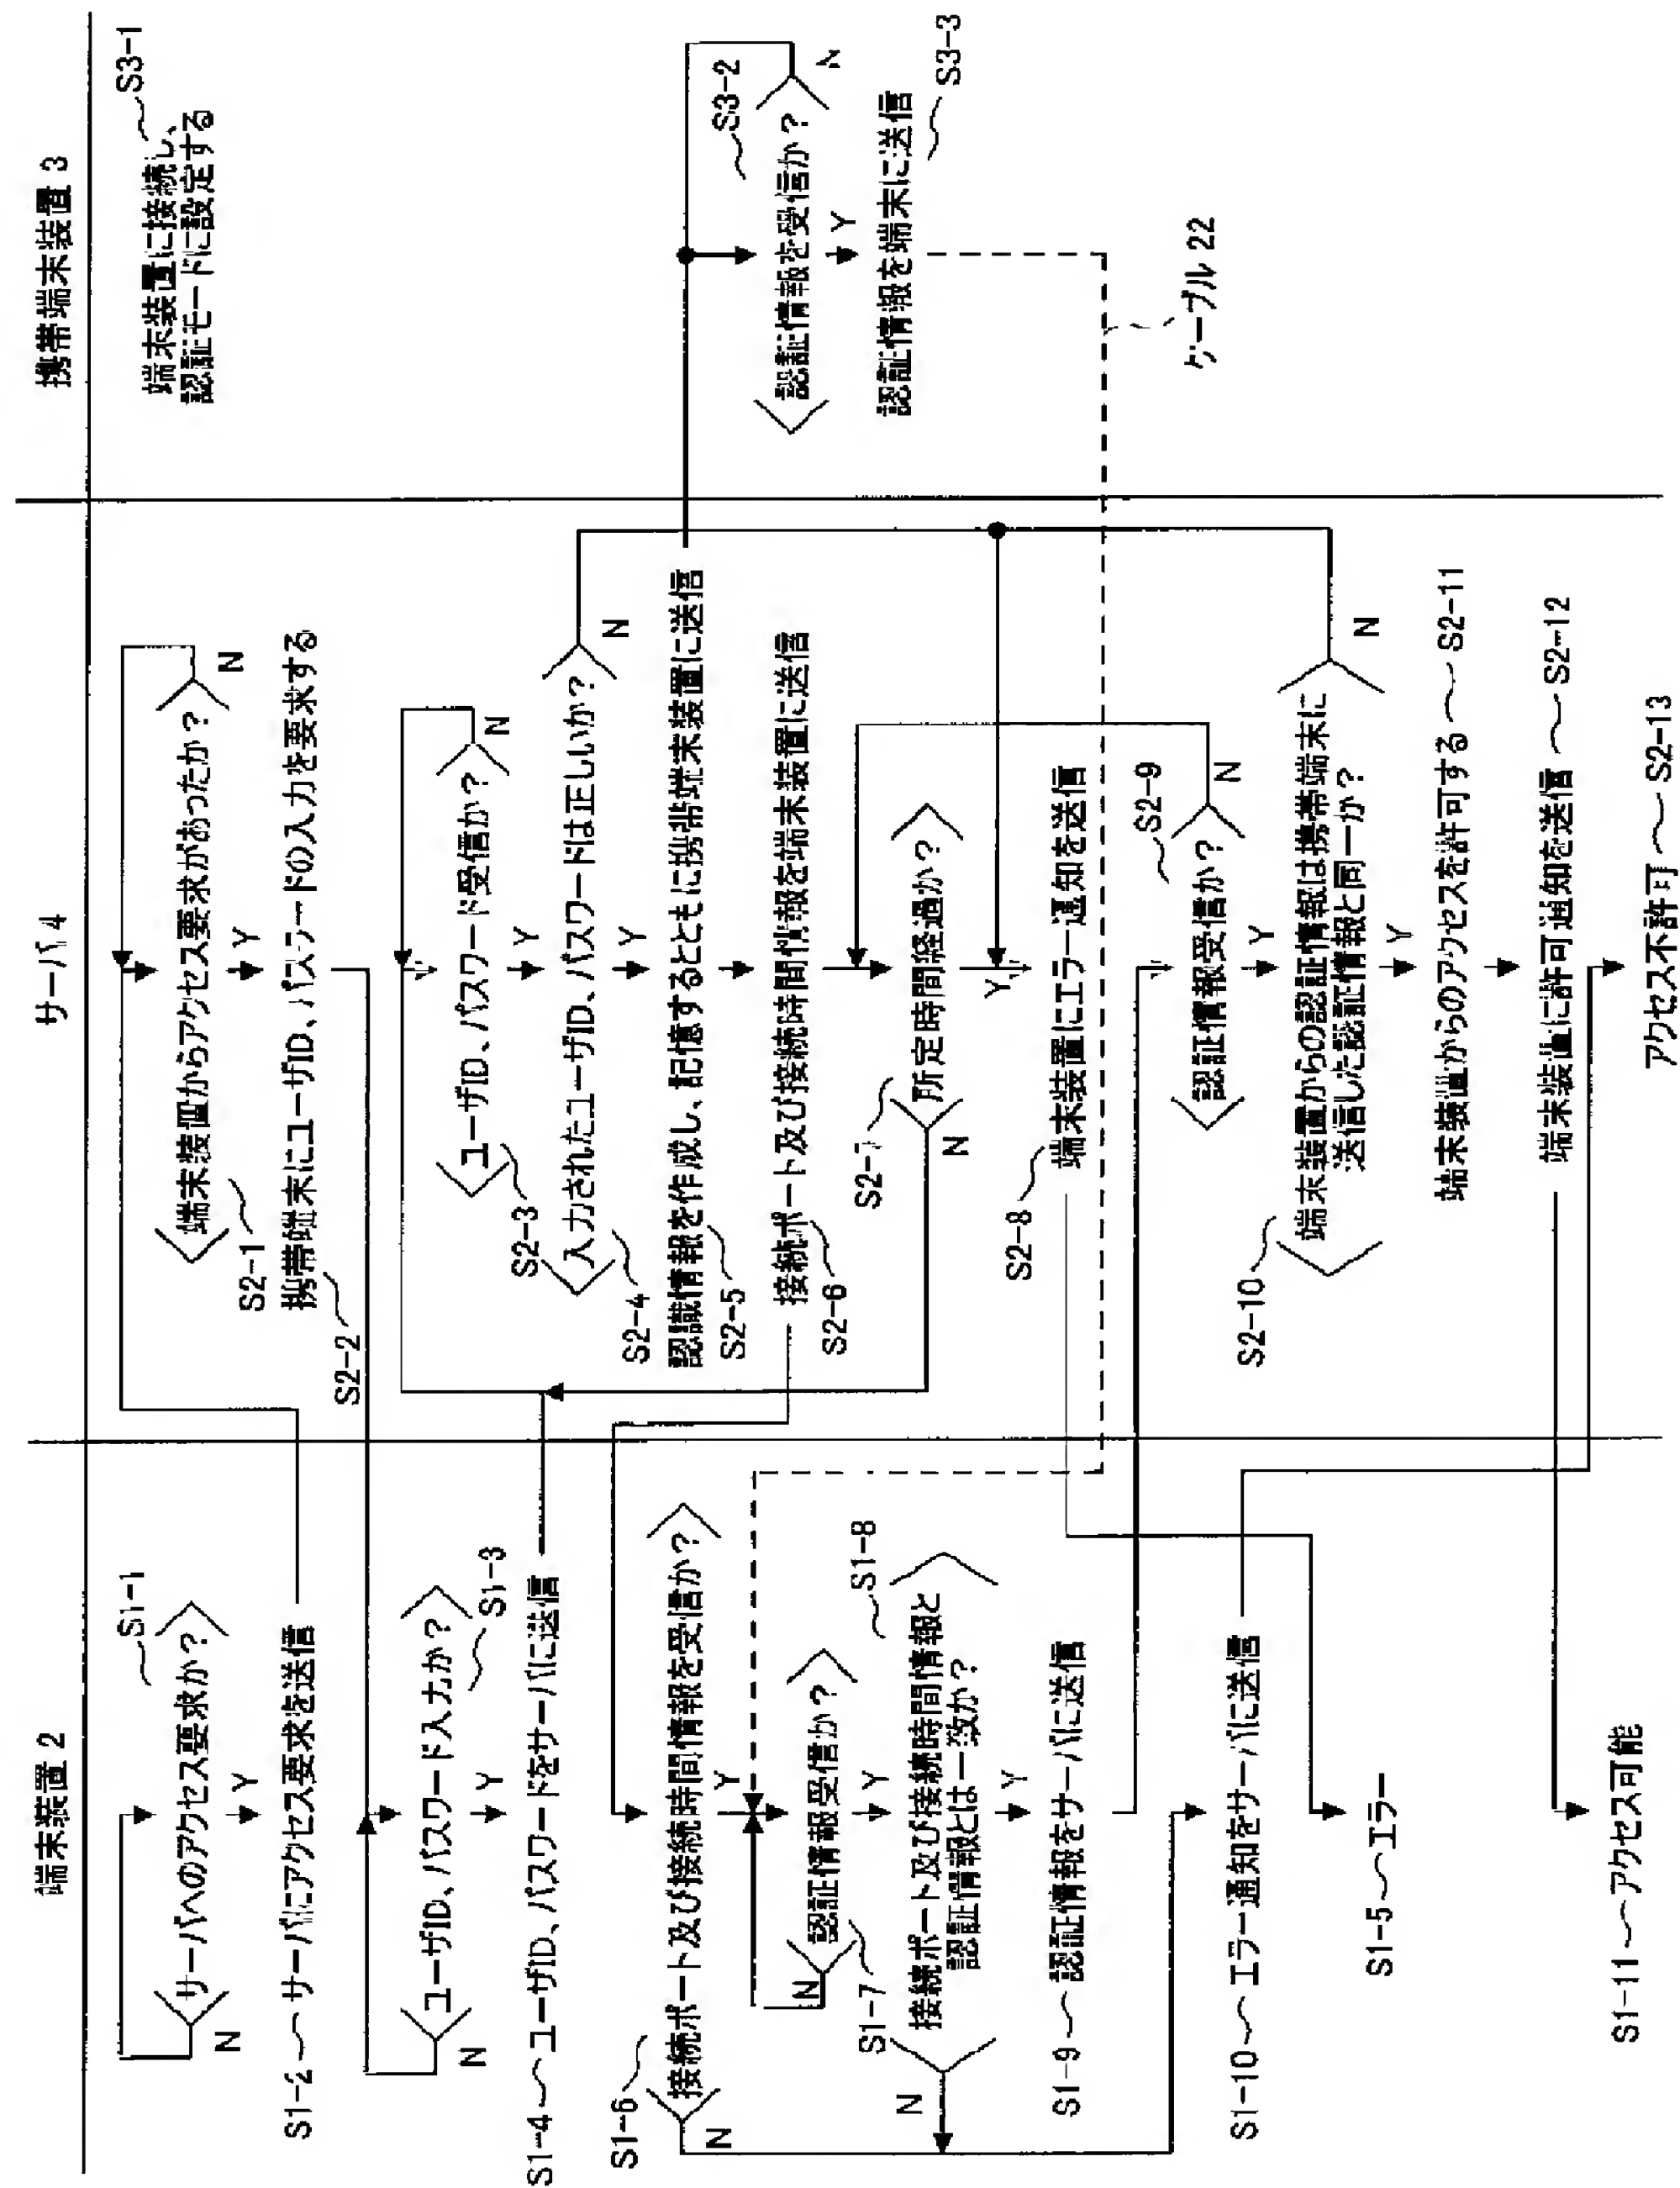 端末装置 2
S1-1
サーバへのアクセス要求か?
N
Y
S1-2 サーバにアクセス要求を送信
ユーザID、パスワード入力か?
S1-3
N
Y
S1-4 ユーザID、パスワードをサーバに送信
S1-6
接続ポート及び接続時間情報を受信か?
N
Y
認証情報受信か?
N
Y
S1-7
S1-8
接続ポート及び接続時間情報と
認証情報とは一致か?
N
Y
S1-9 認証情報をサーバに送信
S1-10 エラー通知をサーバに送信
S1-5 エラー
S1-11 アクセス可能
サーバ 4
端末装置からアクセス要求があったか?
S2-1
Y
N
携帯端末にユーザID、パスワードの入力を要求する
S2-2
ユーザID、パスワード受信か?
S2-3
Y
N
入力されたユーザID、パスワードは正しいか?
S2-4
Y
N
認識情報を作成し、記憶するとともに携帯端末装置に送信
S2-5
接続ポート及び接続時間情報を端末装置に送信
S2-6
S2-7
所定時間経過か?
N
Y
S2-8
端末装置にエラー通知を送信
S2-9
認証情報受信か?
Y
N
S2-10
端末装置からの認証情報は携帯端末に
送信した認証情報と同一か?
Y
N
端末装置からのアクセスを許可する S2-11
端末装置に許可通知を送信 S2-12
アクセス不許可 S2-13
携帯端末装置 3
S3-1
端末装置に接続し、
認証モードに設定する
S3-2
認証情報を受信か?
Y
N
認証情報を端末に送信
S3-3
ケーブル 22